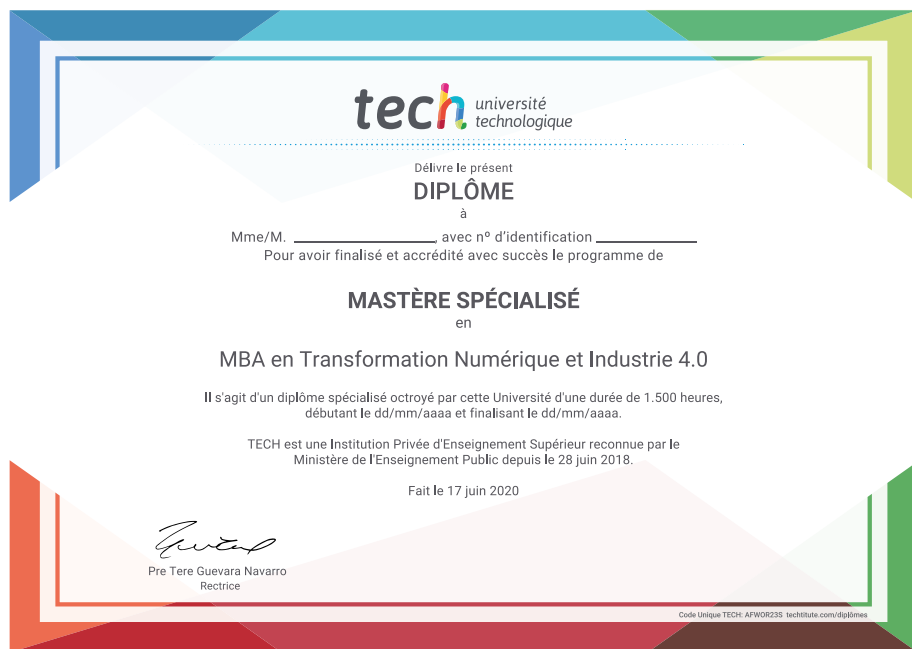 tech université
technologique
Délivre le présent
DIPLÔME
à
Mme/M. ____________, avec nº d'identification ____________
Pour avoir finalisé et accrédité avec succès le programme de
MASTÈRE SPÉCIALISÉ
en
MBA en Transformation Numérique et Industrie 4.0
Il s'agit d'un diplôme spécialisé octroyé par cette Université d'une durée de 1.500 heures,
débutant le dd/mm/aaaa et finalisant le dd/mm/aaaa.
TECH est une Institution Privée d'Enseignement Supérieur reconnue par le
Ministère de l'Enseignement Public depuis le 28 juin 2018.
Fait le 17 juin 2020
Pre Tere Guevara Navarro
Rectrice
Code Unique TECH: AFWOR23S techtitute.com/diplômes